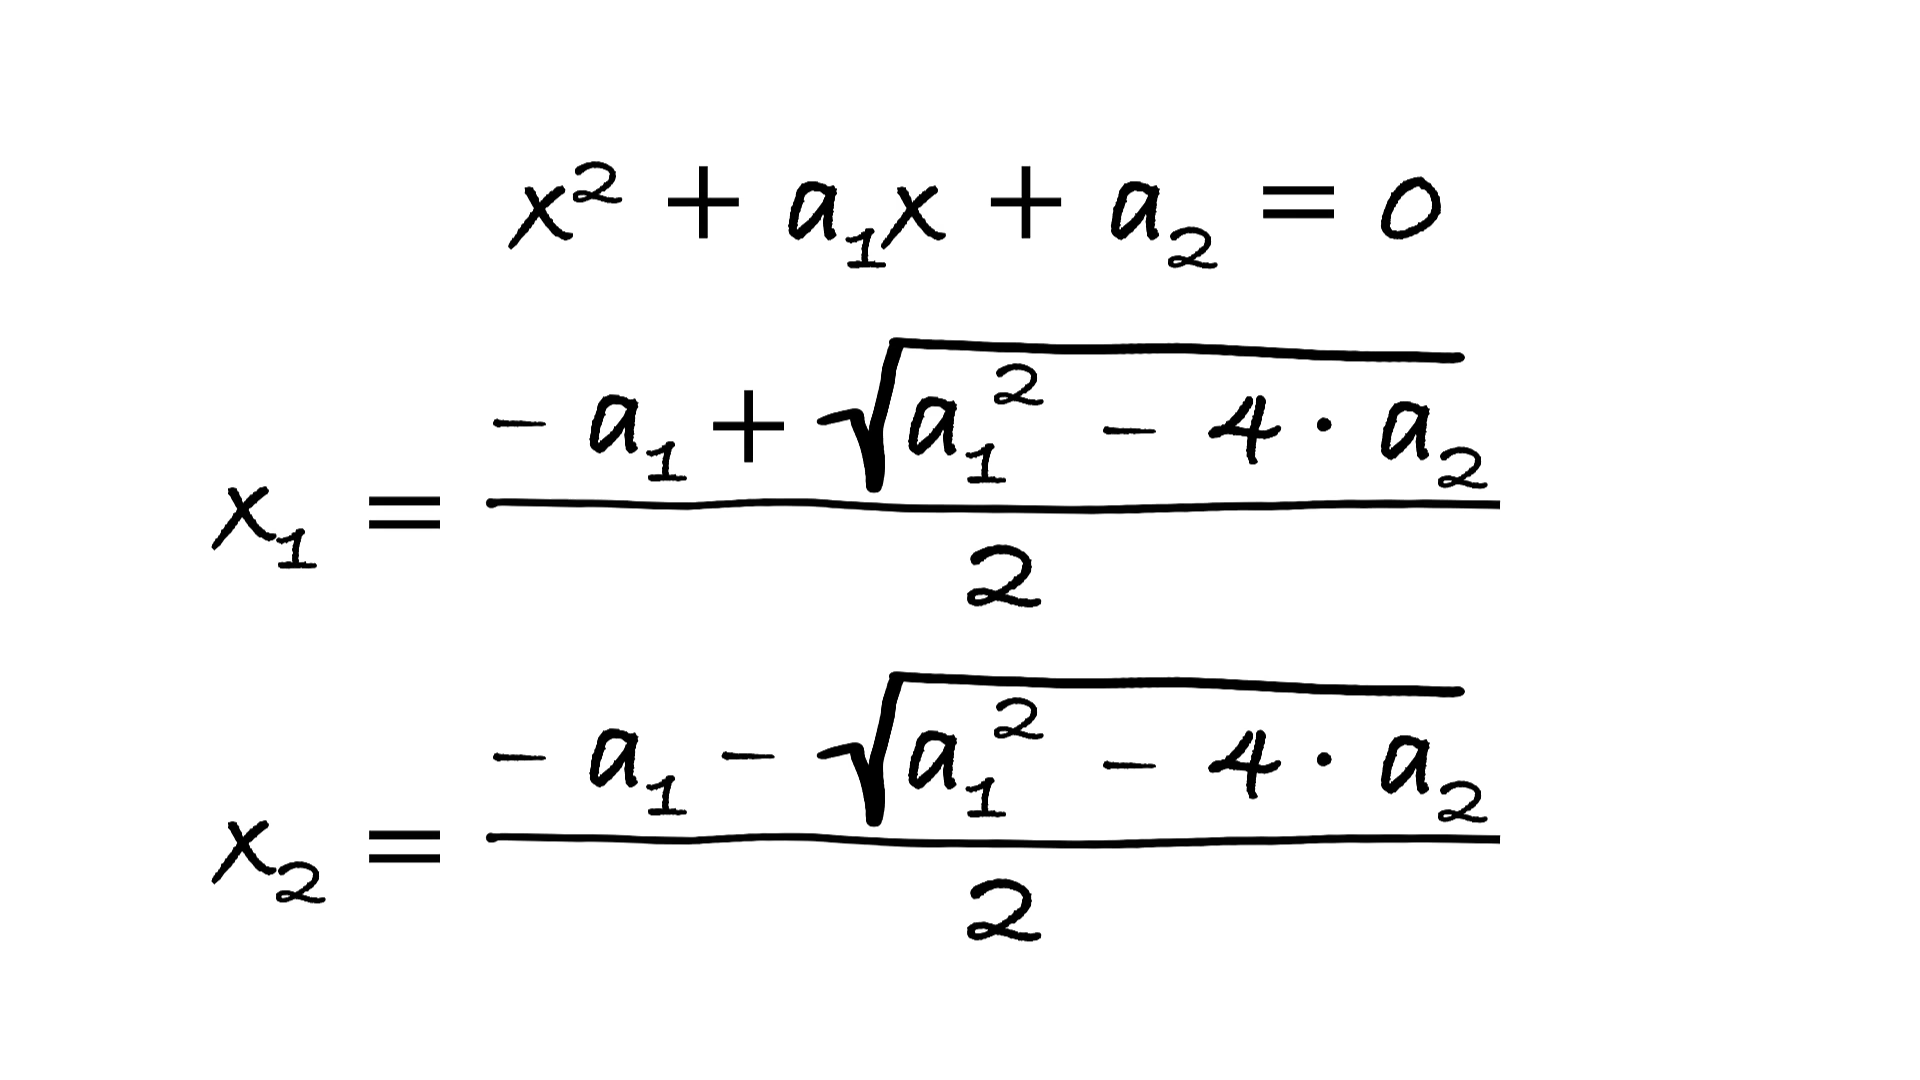 x² + a₁x + a₂ = 0
x₁ = (- a₁ + √(a₁² - 4 · a₂)) / 2
x₂ = (- a₁ - √(a₁² - 4 · a₂)) / 2